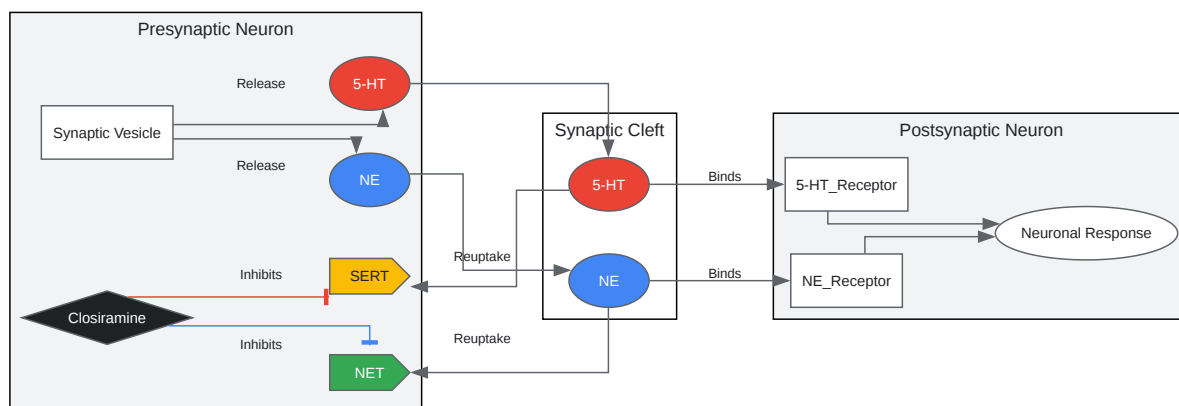 Presynaptic Neuron
Release
5-HT
Synaptic Vesicle
Release
NE
Inhibits
SERT
Closiramine
Inhibits
NET
Reuptake
Reuptake
Synaptic Cleft
5-HT
NE
Binds
Binds
Postsynaptic Neuron
5-HT_Receptor
Neuronal Response
NE_Receptor